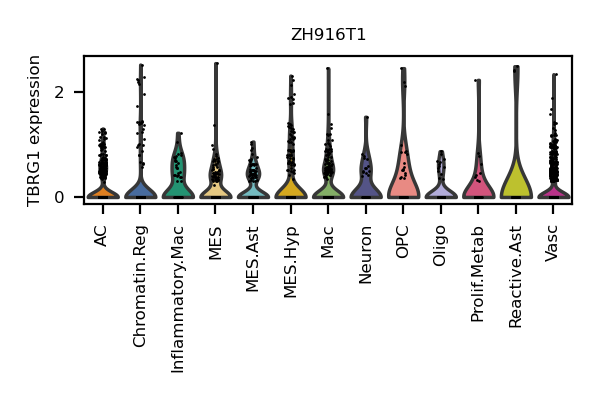 ZH916T1
TBRG1 expression
2
0
AC
Chromatin.Reg
Inflammatory.Mac
MES
MES.Ast
MES.Hyp
Mac
Neuron
OPC
Oligo
Prolif.Metab
Reactive.Ast
Vasc